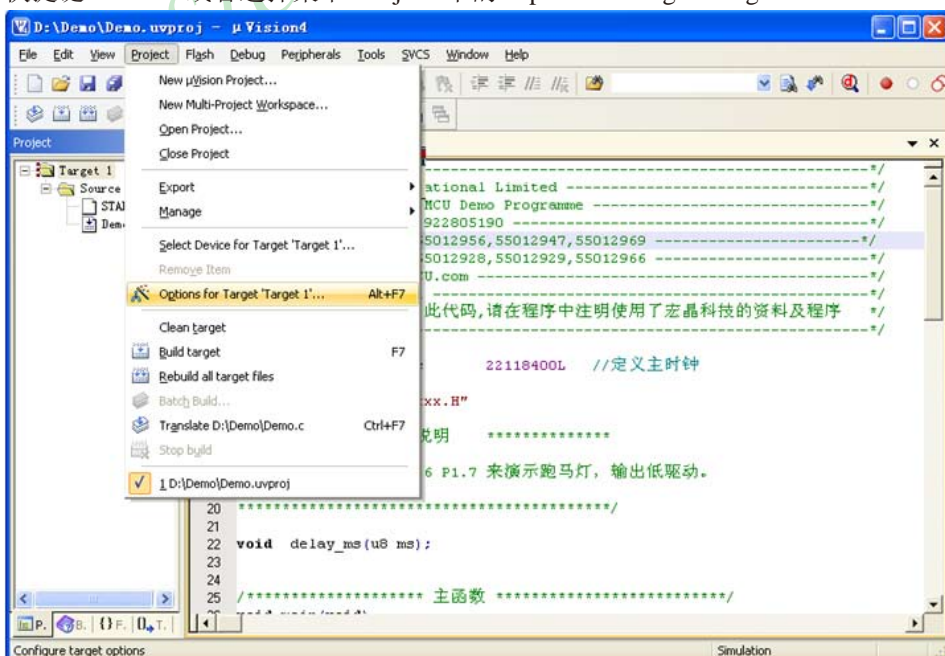 D:\Demo\Demo.uvproj - µVision4
File Edit View Project Flash Debug Peripherals Tools SVCS Window Help
New µVision Project...
New Multi-Project Workspace...
Open Project...
Close Project
Export
Manage
Select Device for Target 'Target 1'...
Remove Item
Options for Target 'Target 1'... Alt+F7
Clean target
Build target F7
Rebuild all target files
Batch Build...
Translate D:\Demo\Demo.c Ctrl+F7
Stop build
1 D:\Demo\Demo.uvproj
Project
Target 1
Source
STA
Dem
------------------------------------*/
ational Limited ----------------------------------*/
MCU Demo Programme -------------------------------*/
922805190 ----------------------------------------*/
5012956,55012947,55012969 -----------------------*/
5012928,55012929,55012966 ------------------------*/
U.com --------------------------------------------*/
------------------------------------*/
此代码,请在程序中注明使用了宏晶科技的资料及程序 */
------------------------------------*/
22118400L //定义主时钟
xx.H"
说明 **************
6 P1.7 来演示跑马灯, 输出低驱动。
20 ******************************************/
21
22 void delay_ms(u8 ms);
23
24
25 /******************** 主函数 **************************/
P. B. {} F. 0 T.
Configure target options Simulation